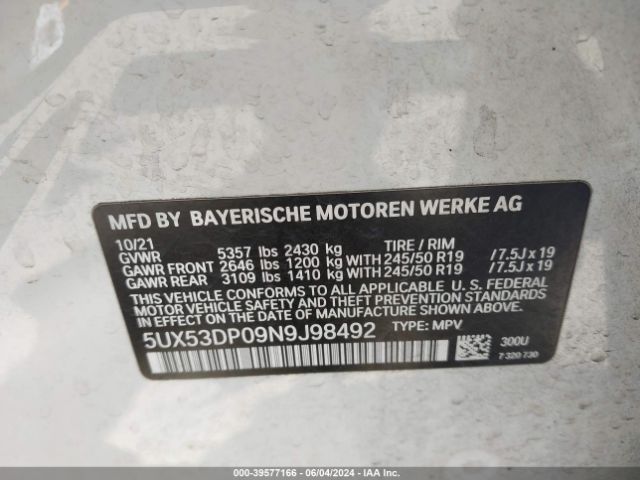 MFD BY BAYERISCHE MOTOREN WERKE AG
10/21 TIRE / RIM
GVWR 5357 lbs 2430 kg
GAWR FRONT 2646 lbs 1200 kg WITH 245/50 R19 / 7.5J x 19
GAWR REAR 3109 lbs 1410 kg WITH 245/50 R19 / 7.5J x 19
THIS VEHICLE CONFORMS TO ALL APPLICABLE U. S. FEDERAL
MOTOR VEHICLE SAFETY, BUMPER, AND THEFT PREVENTION
STANDARDS IN EFFECT ON THE DATE OF MANUFACTURE SHOWN ABOVE.
5UX53DP09N9J98492 TYPE: MPV
300U
7 320 730
000-39577166 | 06/04/2024 | IAA Inc.